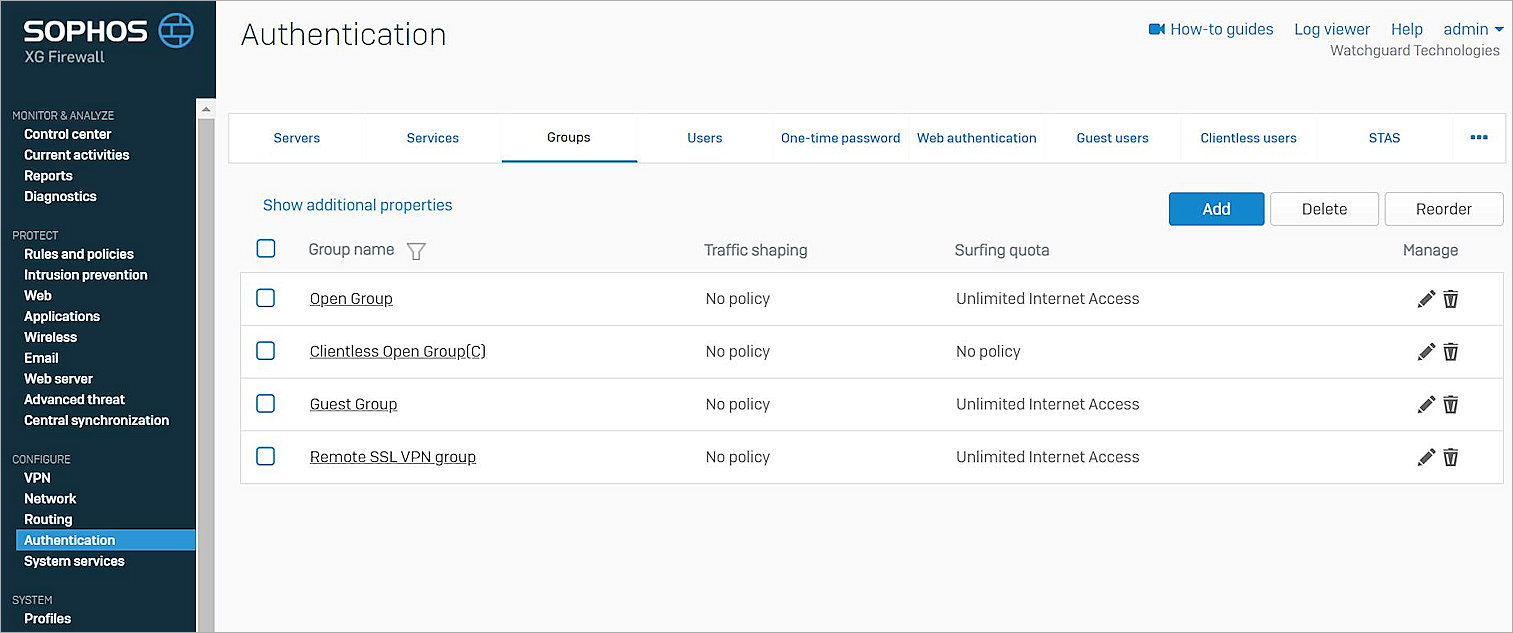 SOPHOS
XG Firewall
Authentication
How-to guides Log viewer Help admin
Watchguard Technologies
MONITOR & ANALYZE
Control center
Current activities
Reports
Diagnostics
PROTECT
Rules and policies
Intrusion prevention
Web
Applications
Wireless
Email
Web server
Advanced threat
Central synchronization
CONFIGURE
VPN
Network
Routing
Authentication
System services
SYSTEM
Profiles
Servers Services Groups Users One-time password Web authentication Guest users Clientless users STAS
Show additional properties
Add Delete Reorder
Group name Traffic shaping Surfing quota Manage
Open Group No policy Unlimited Internet Access
Clientless Open Group(C) No policy No policy
Guest Group No policy Unlimited Internet Access
Remote SSL VPN group No policy Unlimited Internet Access